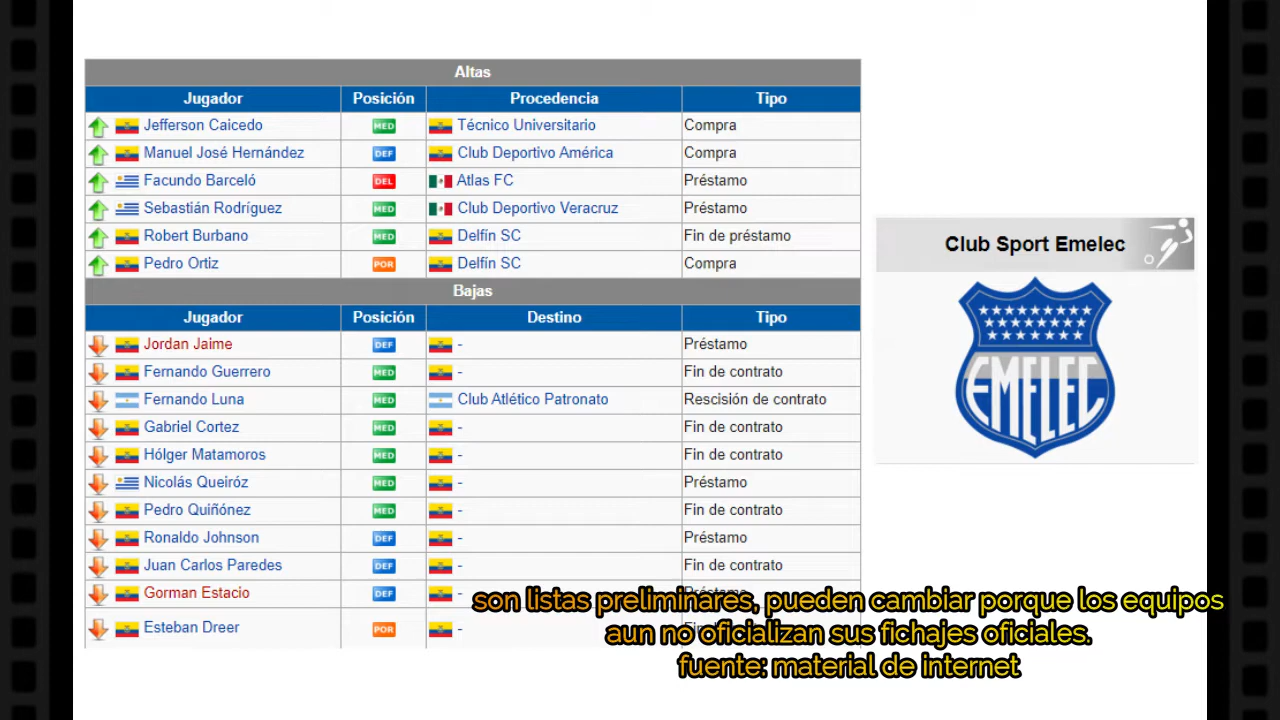 Altas
Jugador Posición Procedencia Tipo
Jefferson Caicedo MED Técnico Universitario Compra
Manuel José Hernández DEF Club Deportivo América Compra
Facundo Barceló DEL Atlas FC Préstamo
Sebastián Rodríguez MED Club Deportivo Veracruz Préstamo
Robert Burbano MED Delfín SC Fin de préstamo
Pedro Ortiz POR Delfín SC Compra
Bajas
Jugador Posición Destino Tipo
Jordan Jaime DEF - Préstamo
Fernando Guerrero MED - Fin de contrato
Fernando Luna MED Club Atlético Patronato Rescisión de contrato
Gabriel Cortez MED - Fin de contrato
Hólger Matamoros MED - Fin de contrato
Nicolás Queiróz MED - Préstamo
Pedro Quiñónez MED - Fin de contrato
Ronaldo Johnson DEF - Préstamo
Juan Carlos Paredes DEF - Fin de contrato
Gorman Estacio DEF - Préstamo
Esteban Dreer POR -
Club Sport Emelec
EMELEC
son listas preliminares, pueden cambiar porque los equipos
aun no oficializan sus fichajes oficiales.
fuente: material de internet